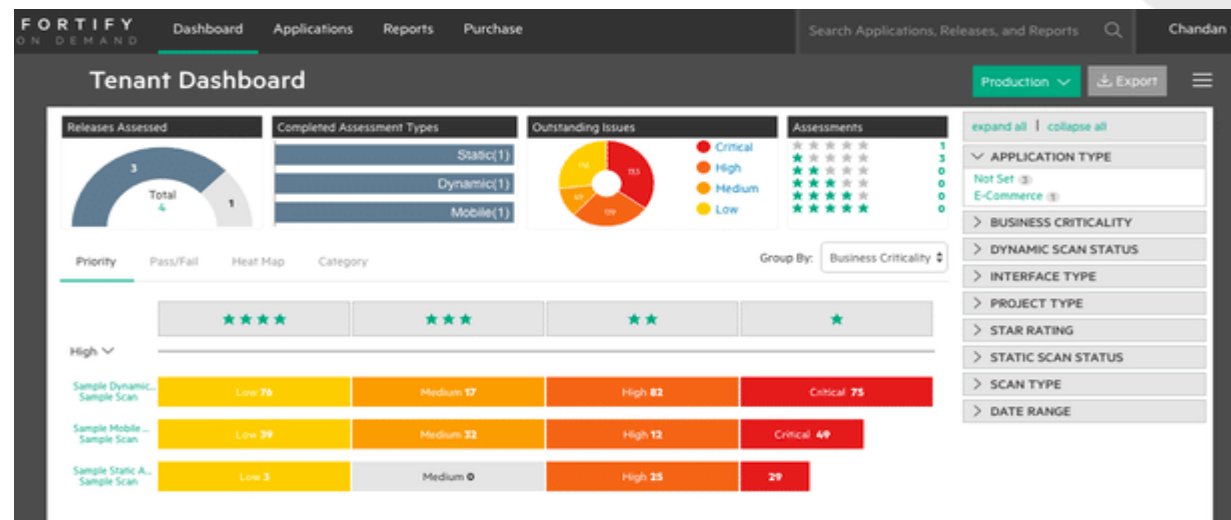 FORTIFY
ON DEMAND
Dashboard Applications Reports Purchase
Search Applications, Releases, and Reports
Chandan
Tenant Dashboard
Production
Export
Releases Assessed
3
Total
4
1
Completed Assessment Types
Static(1)
Dynamic(1)
Mobile(1)
Outstanding Issues
118
153
49
119
Critical
High
Medium
Low
Assessments
1
3
0
0
0
0
expand all | collapse all
APPLICATION TYPE
Not Set 3
E-Commerce 1
BUSINESS CRITICALITY
DYNAMIC SCAN STATUS
INTERFACE TYPE
PROJECT TYPE
STAR RATING
STATIC SCAN STATUS
SCAN TYPE
DATE RANGE
Priority Pass/Fail Heat Map Category
Group By: Business Criticality
High
Sample Dynamic...
Sample Scan
Low 76 Medium 17 High 82 Critical 75
Sample Mobile ...
Sample Scan
Low 39 Medium 32 High 12 Critical 49
Sample Static A...
Sample Scan
Low 3 Medium 0 High 25 29